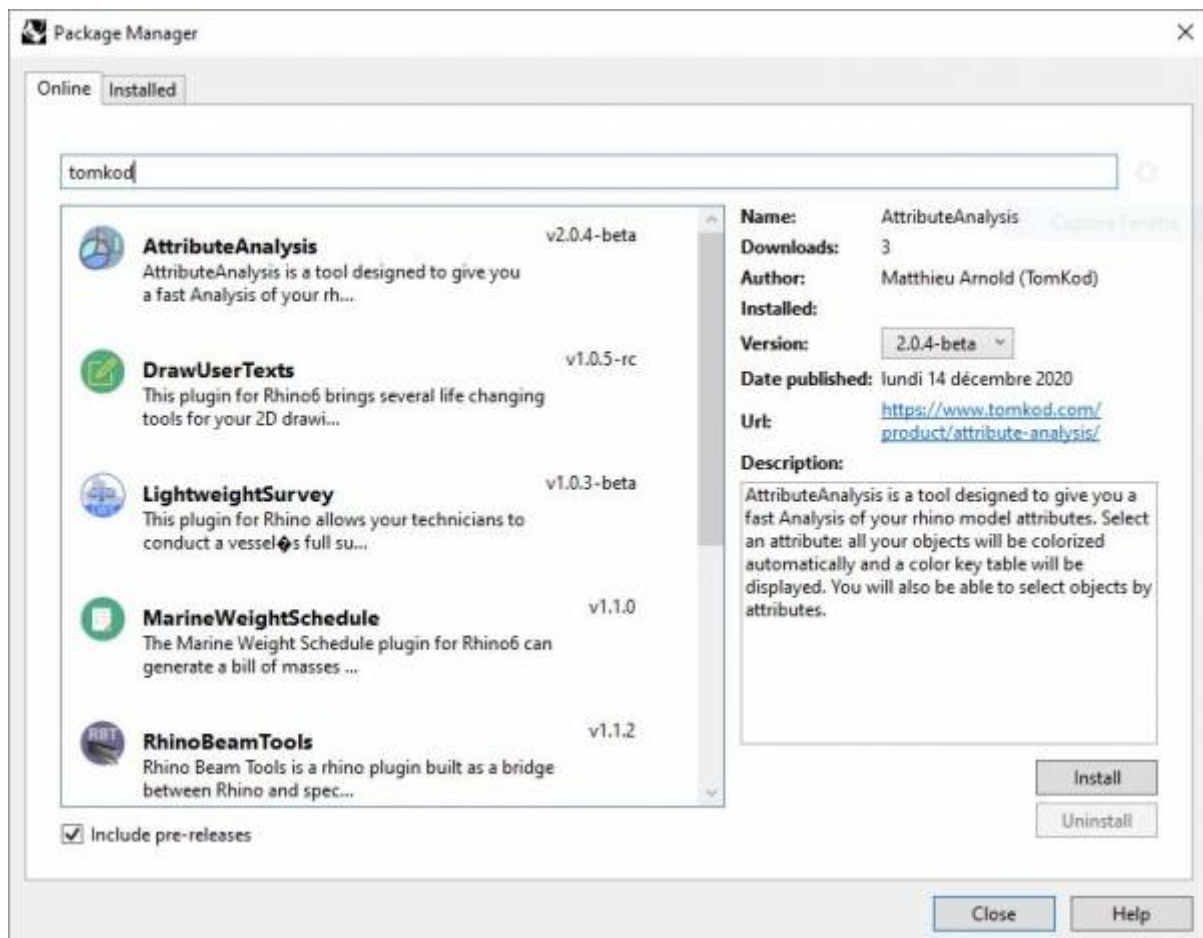 Package Manager
Online Installed
tomkod
AttributeAnalysis v2.0.4-beta
AttributeAnalysis is a tool designed to give you
a fast Analysis of your rh...
DrawUserTexts v1.0.5-rc
This plugin for Rhino6 brings several life changing
tools for your 2D drawi...
LightweightSurvey v1.0.3-beta
This plugin for Rhino allows your technicians to
conduct a vessel�s full su...
MarineWeightSchedule v1.1.0
The Marine Weight Schedule plugin for Rhino6 can
generate a bill of masses ...
RBT
RhinoBeamTools v1.1.2
Rhino Beam Tools is a rhino plugin built as a bridge
between Rhino and spec...
Include pre-releases
Name: AttributeAnalysis
Capture Fenêtre
Downloads: 3
Author: Matthieu Arnold (TomKod)
Installed:
Version: 2.0.4-beta
Date published: lundi 14 décembre 2020
Url: https://www.tomkod.com/
product/attribute-analysis/
Description:
AttributeAnalysis is a tool designed to give you a
fast Analysis of your rhino model attributes. Select
an attribute: all your objects will be colorized
automatically and a color key table will be
displayed. You will also be able to select objects by
attributes.
Install
Uninstall
Close Help